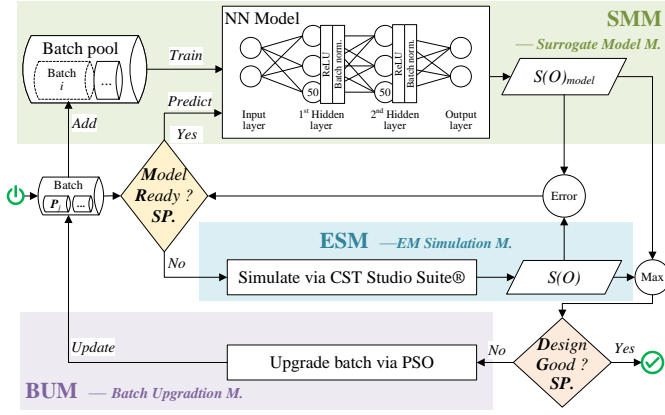 SMM
— Surrogate Model M.
NN Model
Batch pool
Batch
i
...
Train
Predict
Yes
Add
50
ReLU
Batch norm.
50
ReLU
Batch norm.
Input
layer
1st Hidden
layer
2nd Hidden
layer
Output
layer
S(O)model
Batch
Pj
...
Model
Ready ?
SP.
Error
No
ESM —EM Simulation M.
Simulate via CST Studio Suite®
S(O)
Max
Update
Upgrade batch via PSO
No
Design
Good ?
SP.
Yes
BUM — Batch Upgradtion M.